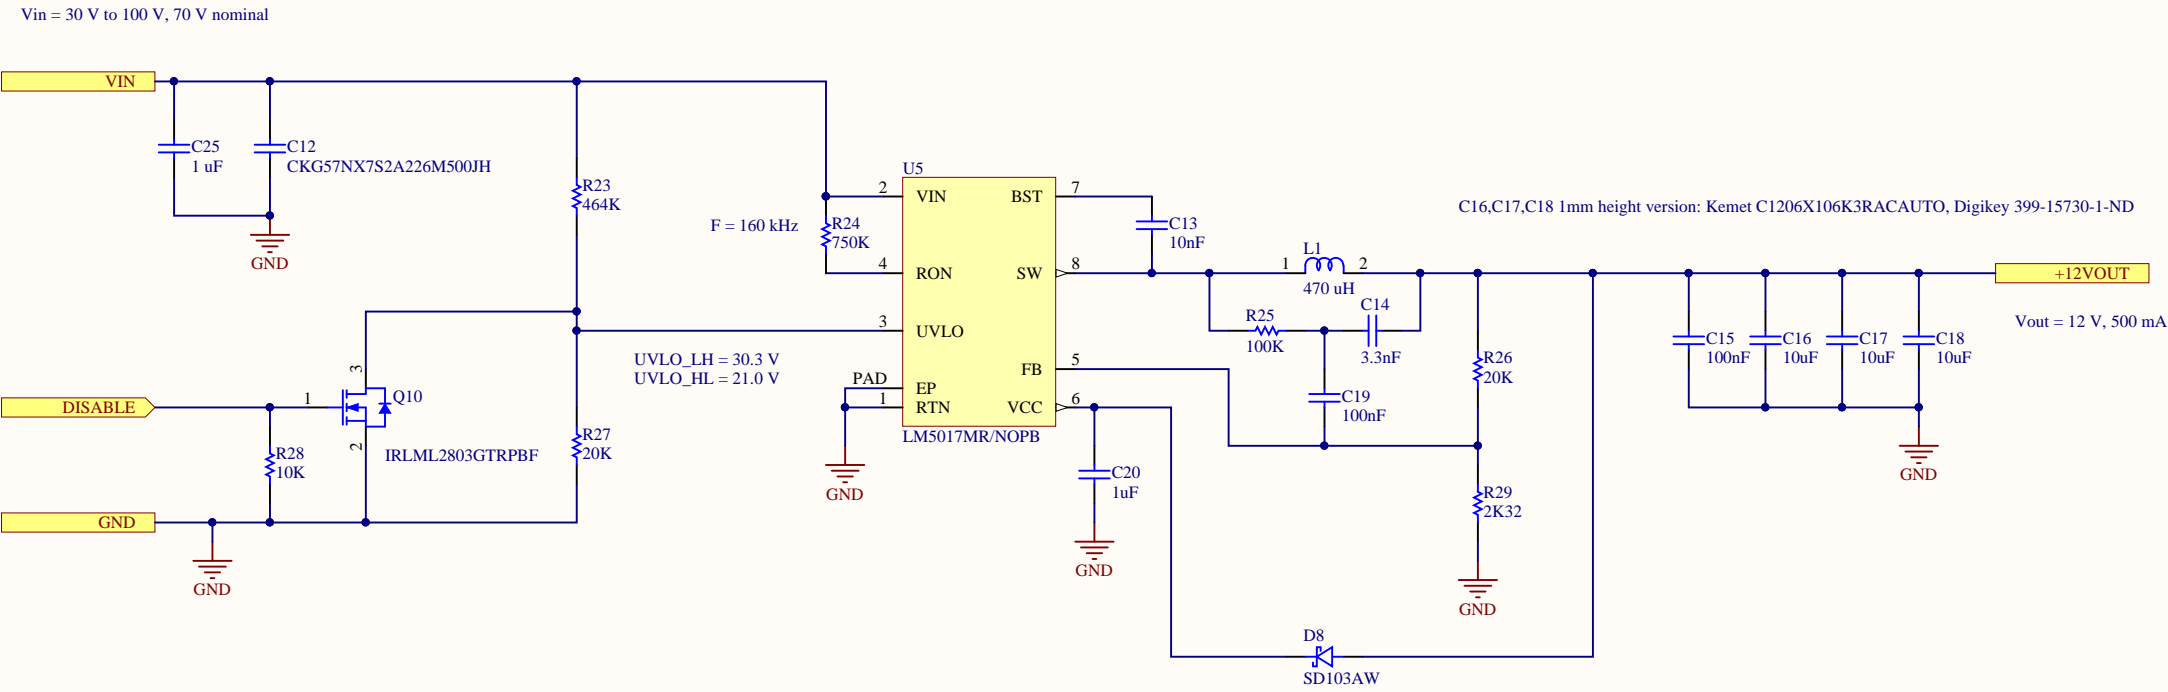 Vin = 30 V to 100 V, 70 V nominal
VIN
C25
1 uF
C12
CKG57NX7S2A226M500JH
GND
R23
464K
F = 160 kHz
R24
750K
U5
2 VIN
4 RON
3 UVLO
PAD EP
1 RTN
BST 7
SW 8
FB 5
VCC 6
LM5017MR/NOPB
GND
UVLO_LH = 30.3 V
UVLO_HL = 21.0 V
DISABLE
1
3
2
Q10
IRLML2803GTRPBF
R28
10K
R27
20K
GND
GND
C13
10nF
L1
1 2
470 uH
R25
100K
C14
3.3nF
C19
100nF
C20
1uF
GND
R26
20K
R29
2K32
GND
D8
SD103AW
C16,C17,C18 1mm height version: Kemet C1206X106K3RACAUTO, Digikey 399-15730-1-ND
+12VOUT
Vout = 12 V, 500 mA
C15
100nF
C16
10uF
C17
10uF
C18
10uF
GND